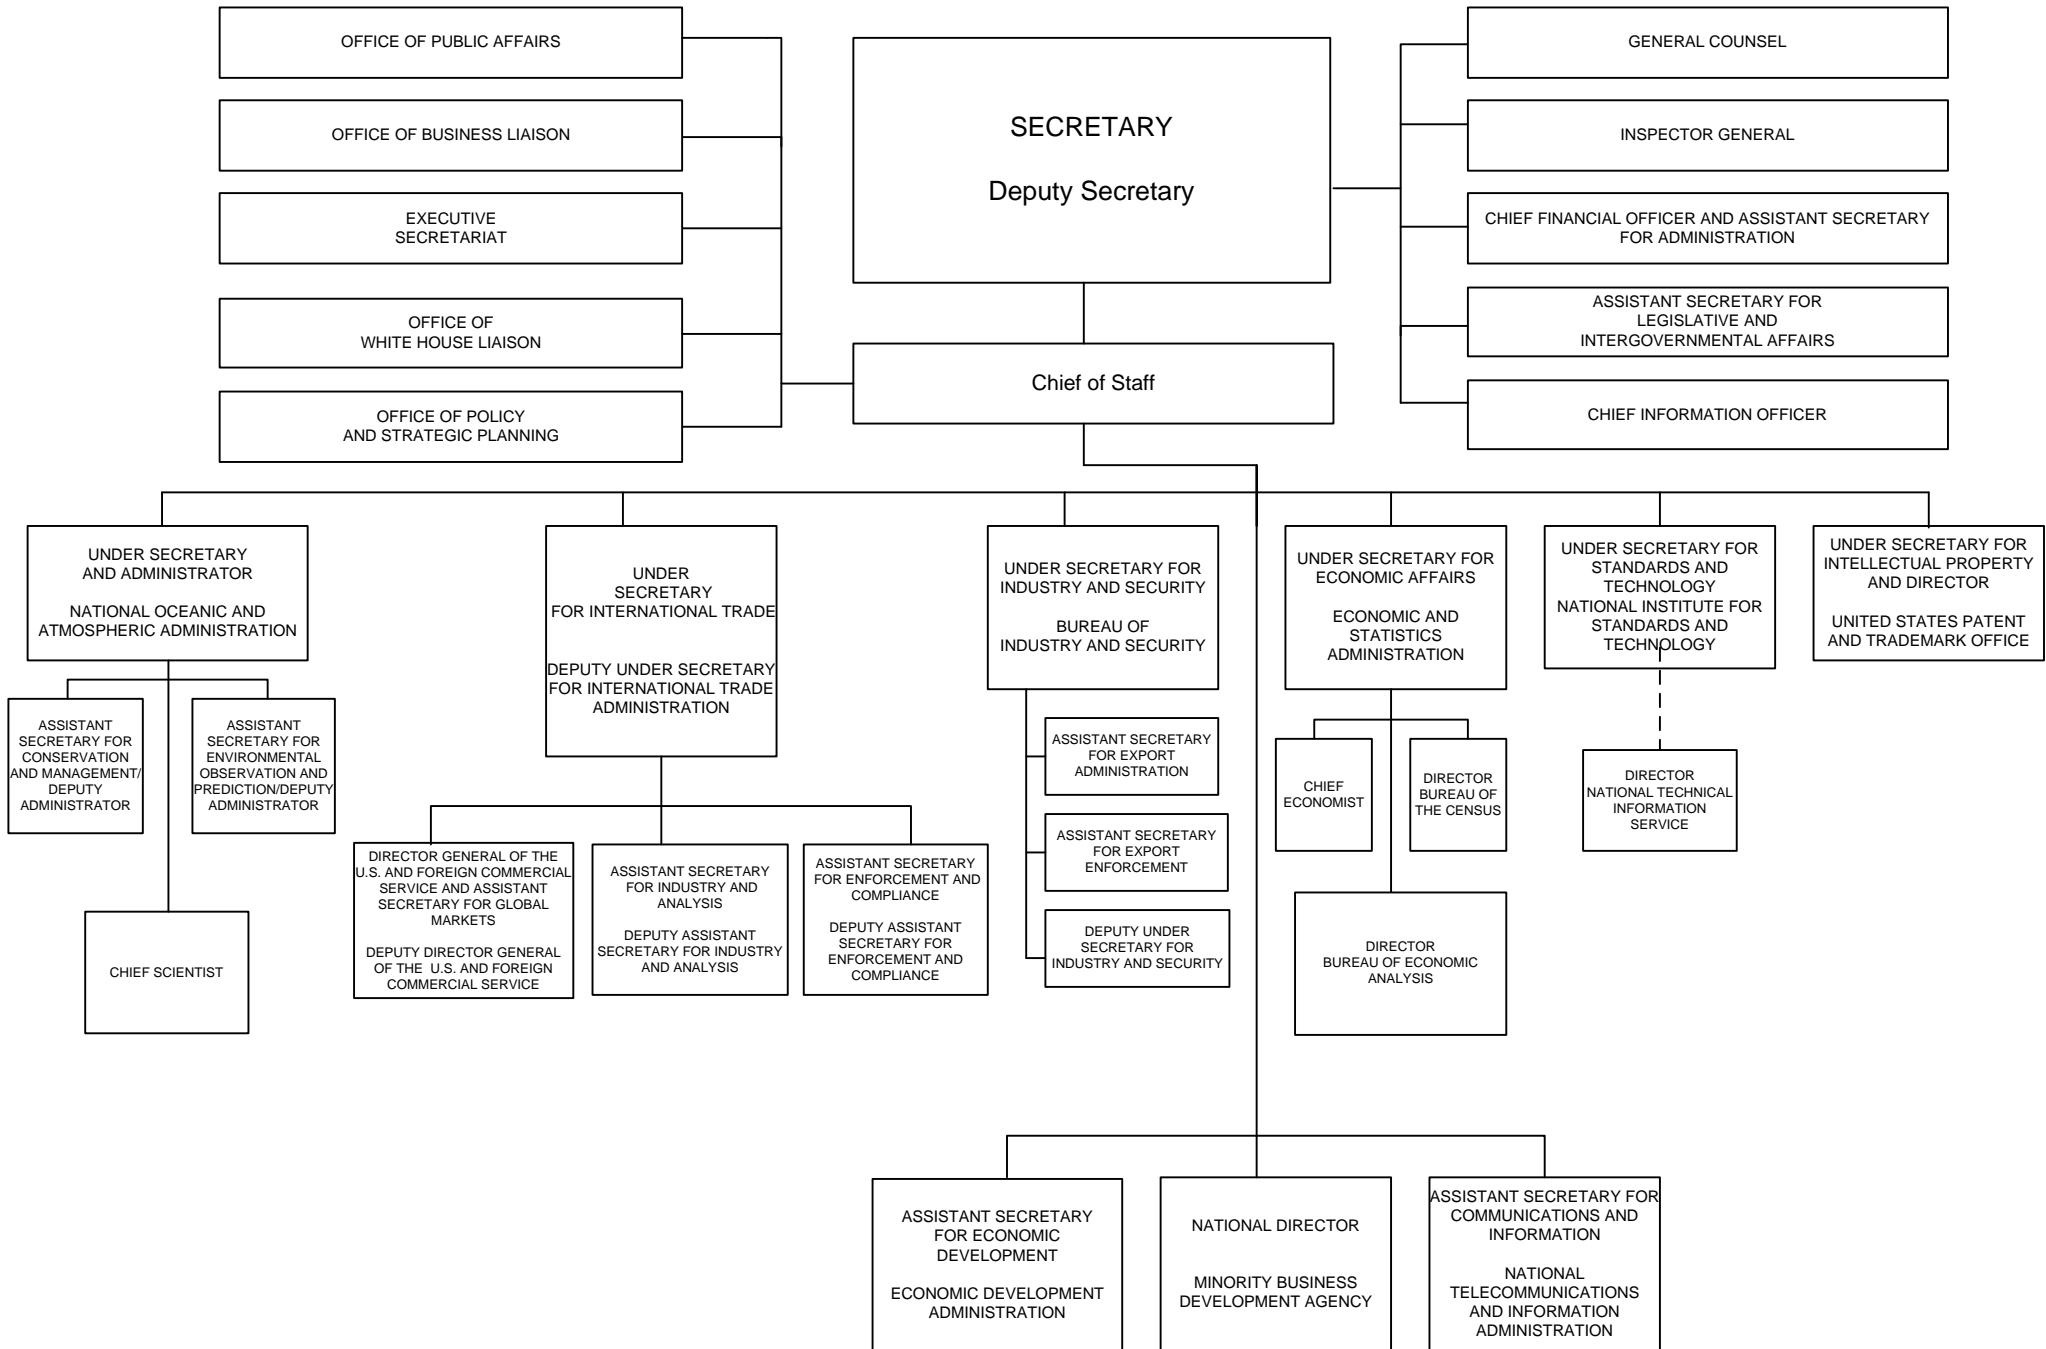 OFFICE OF PUBLIC AFFAIRS
OFFICE OF BUSINESS LIAISON
EXECUTIVE
SECRETARIAT
OFFICE OF
WHITE HOUSE LIAISON
OFFICE OF POLICY
AND STRATEGIC PLANNING
SECRETARY
Deputy Secretary
Chief of Staff
GENERAL COUNSEL
INSPECTOR GENERAL
CHIEF FINANCIAL OFFICER AND ASSISTANT SECRETARY
FOR ADMINISTRATION
ASSISTANT SECRETARY FOR
LEGISLATIVE AND
INTERGOVERNMENTAL AFFAIRS
CHIEF INFORMATION OFFICER
UNDER SECRETARY
AND ADMINISTRATOR
NATIONAL OCEANIC AND
ATMOSPHERIC ADMINISTRATION
UNDER
SECRETARY
FOR INTERNATIONAL TRADE
DEPUTY UNDER SECRETARY
FOR INTERNATIONAL TRADE
ADMINISTRATION
UNDER SECRETARY FOR
INDUSTRY AND SECURITY
BUREAU OF
INDUSTRY AND SECURITY
UNDER SECRETARY FOR
ECONOMIC AFFAIRS
ECONOMIC AND
STATISTICS
ADMINISTRATION
UNDER SECRETARY FOR
STANDARDS AND
TECHNOLOGY
NATIONAL INSTITUTE FOR
STANDARDS AND
TECHNOLOGY
UNDER SECRETARY FOR
INTELLECTUAL PROPERTY
AND DIRECTOR
UNITED STATES PATENT
AND TRADEMARK OFFICE
ASSISTANT
SECRETARY FOR
CONSERVATION
AND MANAGEMENT/
DEPUTY
ADMINISTRATOR
ASSISTANT
SECRETARY FOR
ENVIRONMENTAL
OBSERVATION AND
PREDICTION/DEPUTY
ADMINISTRATOR
CHIEF SCIENTIST
DIRECTOR GENERAL OF THE
U.S. AND FOREIGN COMMERCIAL
SERVICE AND ASSISTANT
SECRETARY FOR GLOBAL
MARKETS
DEPUTY DIRECTOR GENERAL
OF THE U.S. AND FOREIGN
COMMERCIAL SERVICE
ASSISTANT SECRETARY
FOR INDUSTRY AND
ANALYSIS
DEPUTY ASSISTANT
SECRETARY FOR INDUSTRY
AND ANALYSIS
ASSISTANT SECRETARY
FOR ENFORCEMENT AND
COMPLIANCE
DEPUTY ASSISTANT
SECRETARY FOR
ENFORCEMENT AND
COMPLIANCE
ASSISTANT SECRETARY
FOR EXPORT
ADMINISTRATION
ASSISTANT SECRETARY
FOR EXPORT
ENFORCEMENT
DEPUTY UNDER
SECRETARY FOR
INDUSTRY AND SECURITY
CHIEF
ECONOMIST
DIRECTOR
BUREAU OF
THE CENSUS
DIRECTOR
BUREAU OF ECONOMIC
ANALYSIS
DIRECTOR
NATIONAL TECHNICAL
INFORMATION
SERVICE
ASSISTANT SECRETARY
FOR ECONOMIC
DEVELOPMENT
ECONOMIC DEVELOPMENT
ADMINISTRATION
NATIONAL DIRECTOR
MINORITY BUSINESS
DEVELOPMENT AGENCY
ASSISTANT SECRETARY FOR
COMMUNICATIONS AND
INFORMATION
NATIONAL
TELECOMMUNICATIONS
AND INFORMATION
ADMINISTRATION